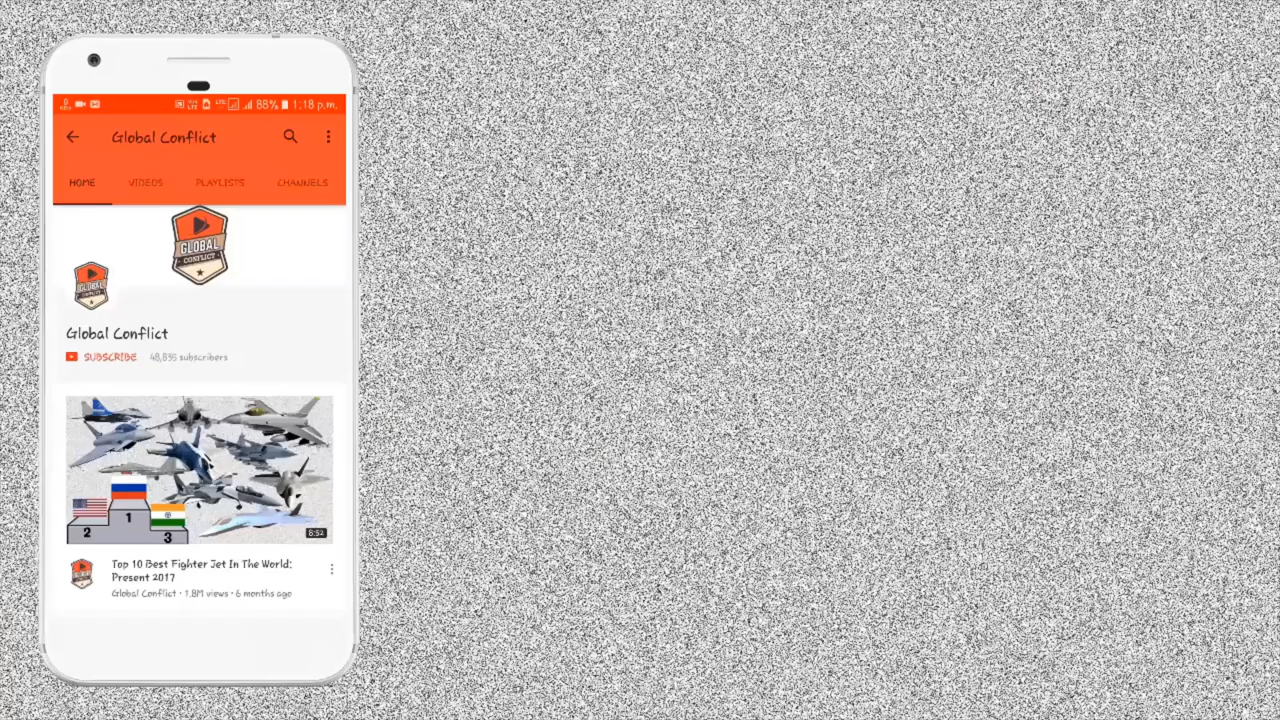 88% 1:18 p.m.
Global Conflict
HOME VIDEOS PLAYLISTS CHANNELS
GLOBAL
CONFLICT
GLOBAL
Global Conflict
SUBSCRIBE 48,835 subscribers
1
2
3
8:52
Top 10 Best Fighter Jet In The World:
Present 2017
Global Conflict • 1.8M views • 6 months ago